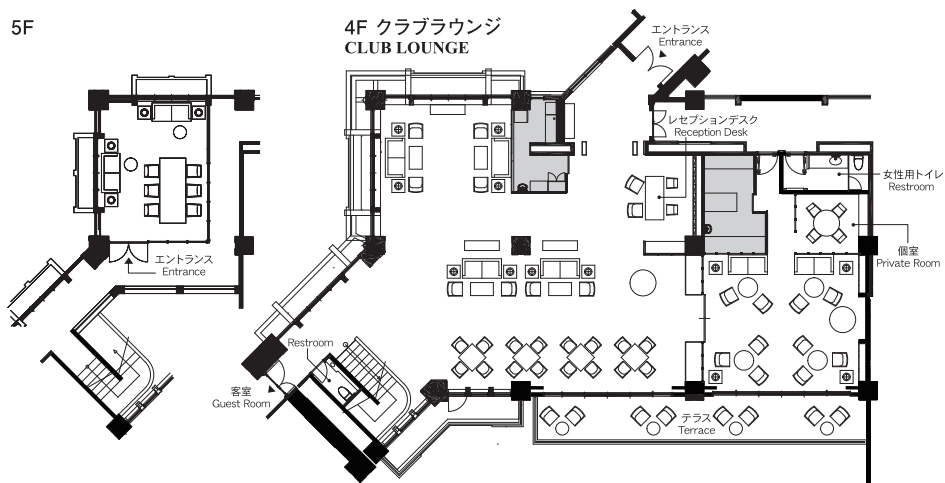 5F
4F クラブラウンジ
CLUB LOUNGE
エントランス
Entrance
レセプションデスク
Reception Desk
女性用トイレ
Restroom
個室
Private Room
エントランス
Entrance
Restroom
客室
Guest Room
テラス
Terrace